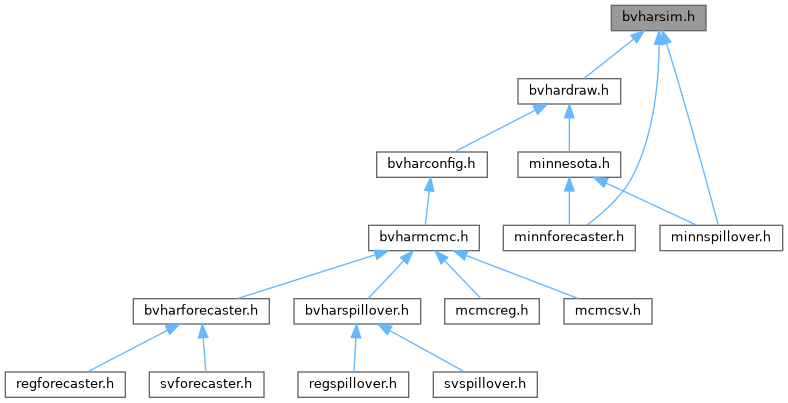 bvharsim.h
bvhardraw.h
bvharconfig.h
minnesota.h
bvharmcmc.h
minnforecaster.h
minnspillover.h
bvharforecaster.h
bvharspillover.h
mcmcreg.h
mcmcsv.h
regforecaster.h
svforecaster.h
regspillover.h
svspillover.h